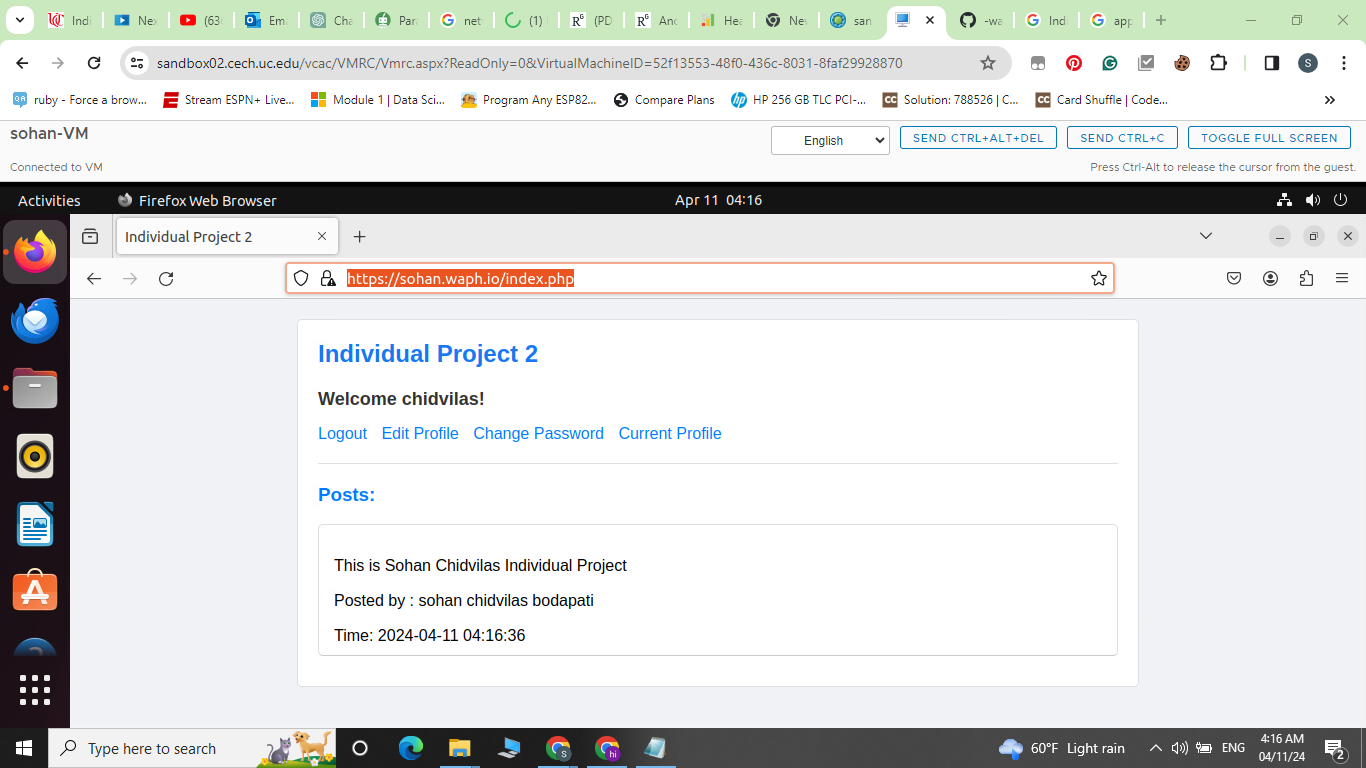 Indi
Nex
(63
Ema
Cha
Para
net
(1)
(PD
Anc
Hea
Nev
san
-wa
Indi
app
sandbox02.cech.uc.edu/vcac/VMRC/Vmrc.aspx?ReadOnly=0&VirtualMachineID=52f13553-48f0-436c-8031-8faf29928870
S
ruby - Force a brow...
Stream ESPN+ Live...
Module 1 | Data Sci...
Program Any ESP82...
Compare Plans
HP 256 GB TLC PCI-...
Solution: 788526 | C...
Card Shuffle | Code...
sohan-VM
English
SEND CTRL+ALT+DEL
SEND CTRL+C
TOGGLE FULL SCREEN
Connected to VM
Press Ctrl-Alt to release the cursor from the guest.
Activities
Firefox Web Browser
Apr 11 04:16
Individual Project 2
https://sohan.waph.io/index.php
Individual Project 2
Welcome chidvilas!
Logout Edit Profile Change Password Current Profile
Posts:
This is Sohan Chidvilas Individual Project
Posted by : sohan chidvilas bodapati
Time: 2024-04-11 04:16:36
Type here to search
60°F Light rain
ENG
4:16 AM
04/11/24
2